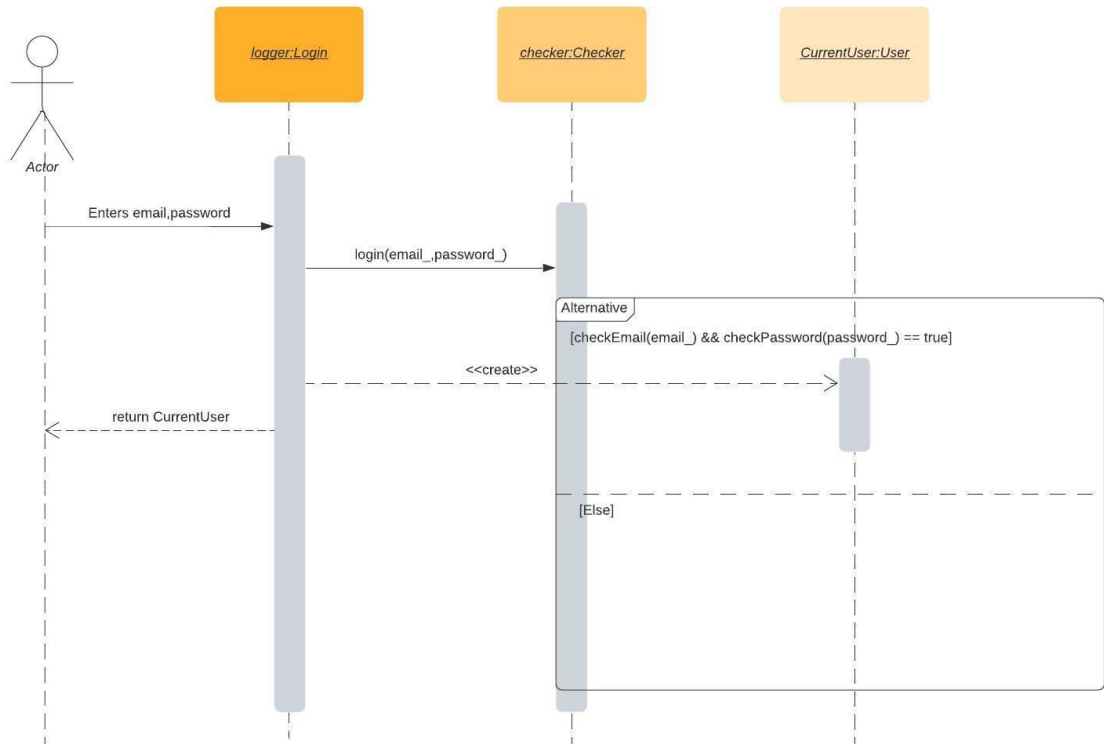 logger:Login
checker:Checker
CurrentUser:User
Actor
Enters email,password
login(email_,password_)
Alternative
[checkEmail(email_) && checkPassword(password_) == true]
<<create>>
return CurrentUser
[Else]